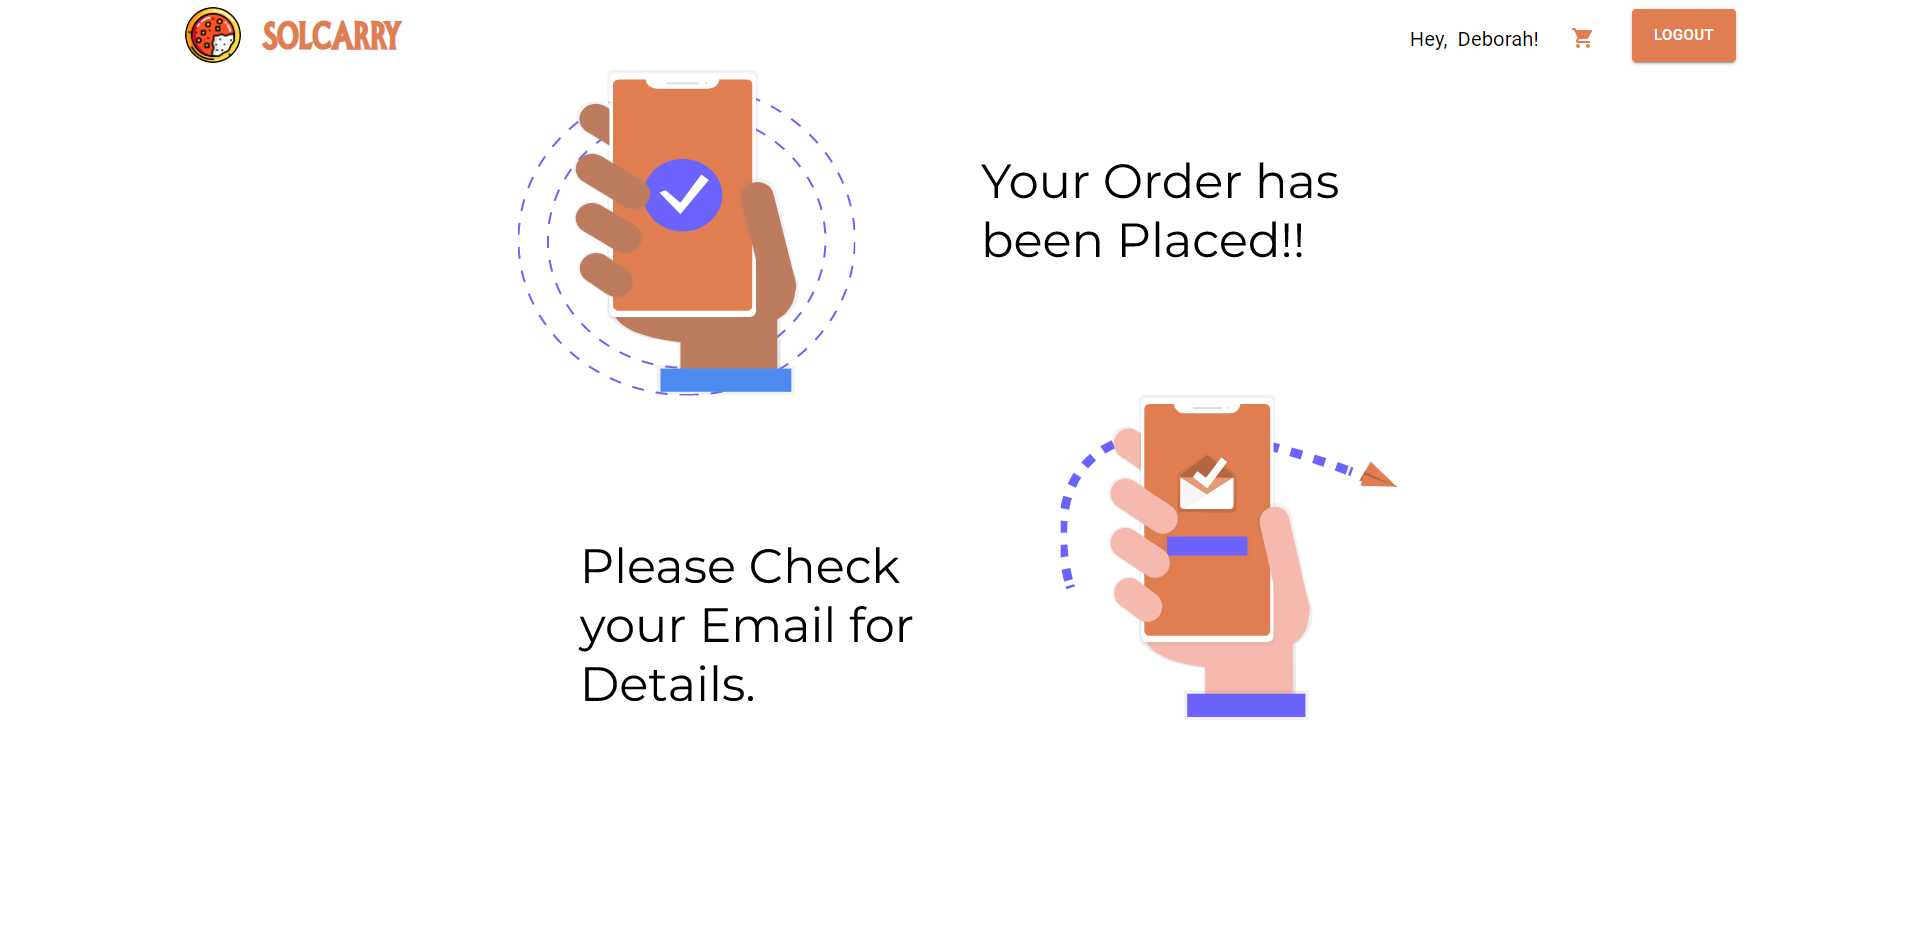 SOLCARRY
Hey, Deborah!
LOGOUT
Your Order has
been Placed!!
Please Check
your Email for
Details.